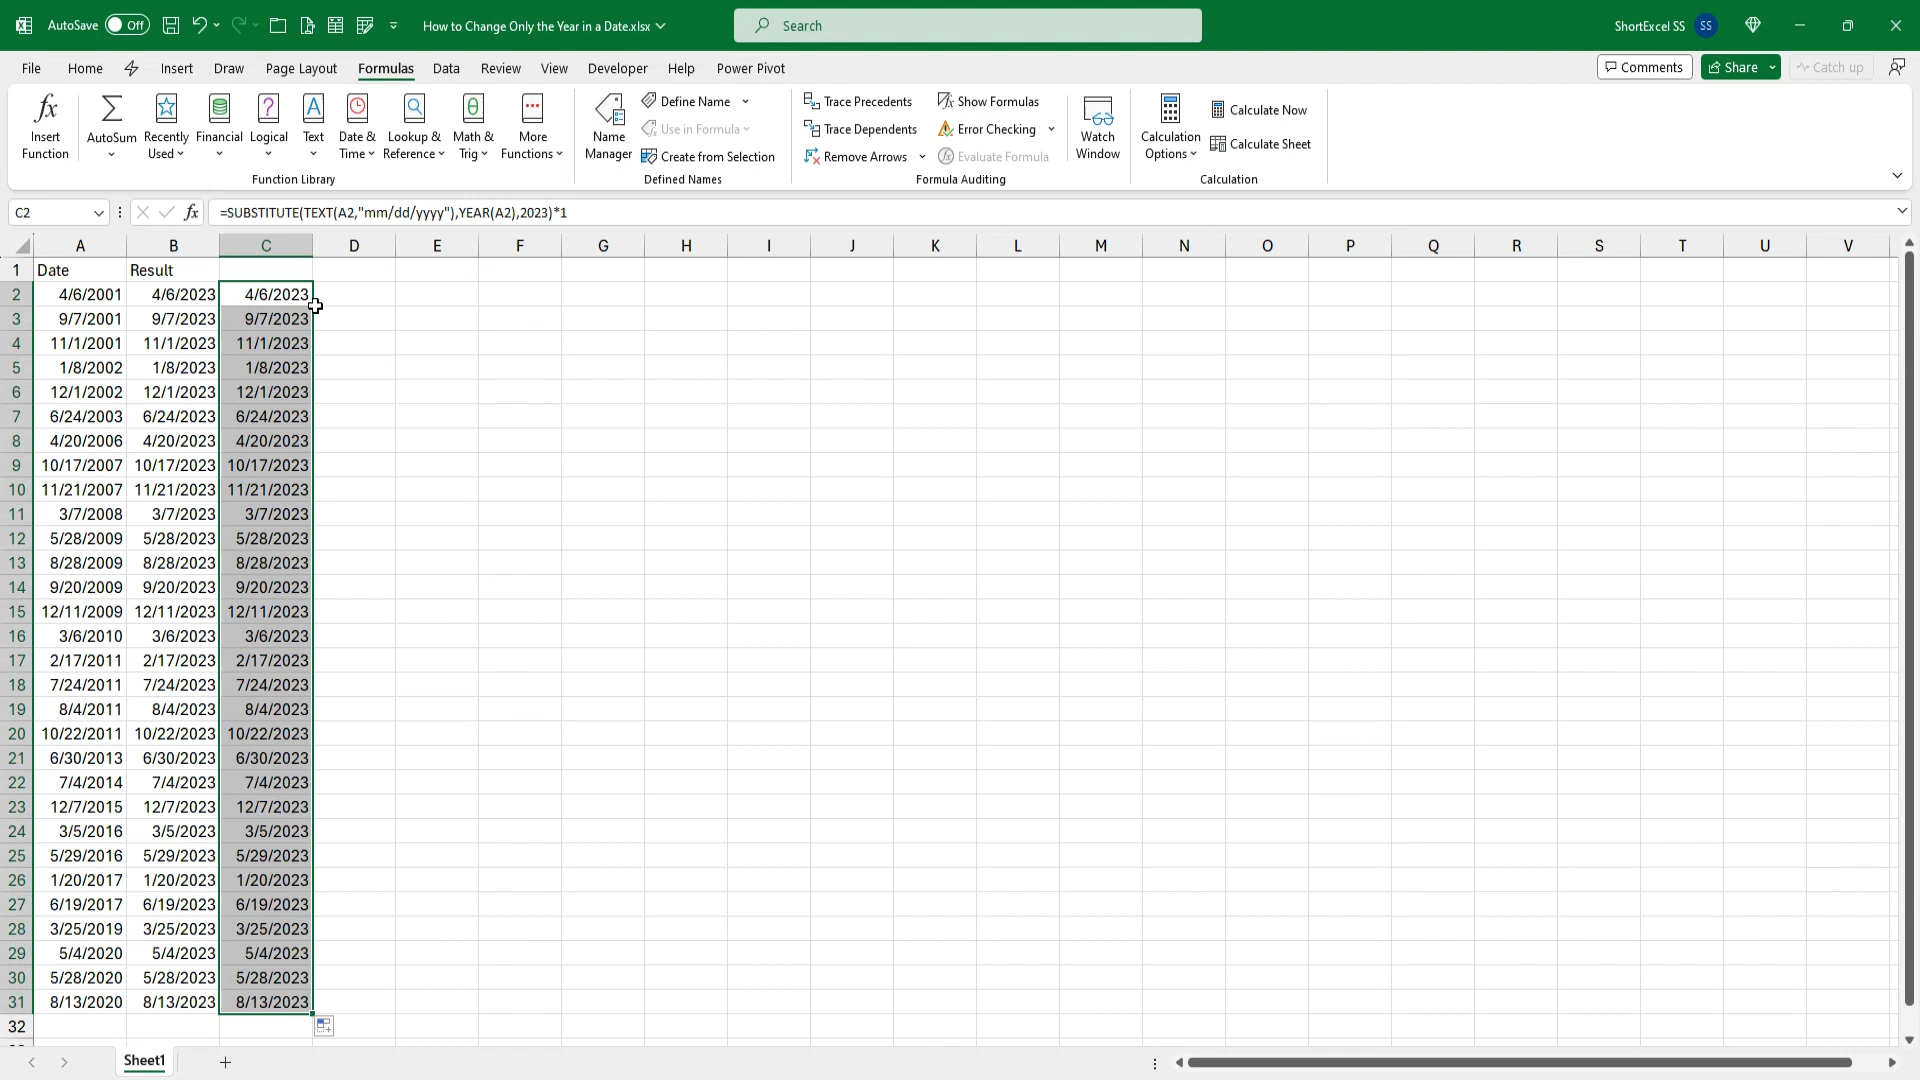 AutoSave Off How to Change Only the Year in a Date.xlsx Search ShortExcel SS SS
File Home Insert Draw Page Layout Formulas Data Review View Developer Help Power Pivot Comments Share Catch up
Insert Function
AutoSum
Recently Used
Financial
Logical
Text
Date & Time
Lookup & Reference
Math & Trig
More Functions
Function Library
Name Manager
Define Name
Use in Formula
Create from Selection
Defined Names
Trace Precedents
Trace Dependents
Remove Arrows
Show Formulas
Error Checking
Evaluate Formula
Formula Auditing
Watch Window
Calculation Options
Calculate Now
Calculate Sheet
Calculation
C2 fx =SUBSTITUTE(TEXT(A2,"mm/dd/yyyy"),YEAR(A2),2023)*1
A B C D E F G H I J K L M N O P Q R S T U V
1 Date Result
2 4/6/2001 4/6/2023 4/6/2023
3 9/7/2001 9/7/2023 9/7/2023
4 11/1/2001 11/1/2023 11/1/2023
5 1/8/2002 1/8/2023 1/8/2023
6 12/1/2002 12/1/2023 12/1/2023
7 6/24/2003 6/24/2023 6/24/2023
8 4/20/2006 4/20/2023 4/20/2023
9 10/17/2007 10/17/2023 10/17/2023
10 11/21/2007 11/21/2023 11/21/2023
11 3/7/2008 3/7/2023 3/7/2023
12 5/28/2009 5/28/2023 5/28/2023
13 8/28/2009 8/28/2023 8/28/2023
14 9/20/2009 9/20/2023 9/20/2023
15 12/11/2009 12/11/2023 12/11/2023
16 3/6/2010 3/6/2023 3/6/2023
17 2/17/2011 2/17/2023 2/17/2023
18 7/24/2011 7/24/2023 7/24/2023
19 8/4/2011 8/4/2023 8/4/2023
20 10/22/2011 10/22/2023 10/22/2023
21 6/30/2013 6/30/2023 6/30/2023
22 7/4/2014 7/4/2023 7/4/2023
23 12/7/2015 12/7/2023 12/7/2023
24 3/5/2016 3/5/2023 3/5/2023
25 5/29/2016 5/29/2023 5/29/2023
26 1/20/2017 1/20/2023 1/20/2023
27 6/19/2017 6/19/2023 6/19/2023
28 3/25/2019 3/25/2023 3/25/2023
29 5/4/2020 5/4/2023 5/4/2023
30 5/28/2020 5/28/2023 5/28/2023
31 8/13/2020 8/13/2023 8/13/2023
32
Sheet1